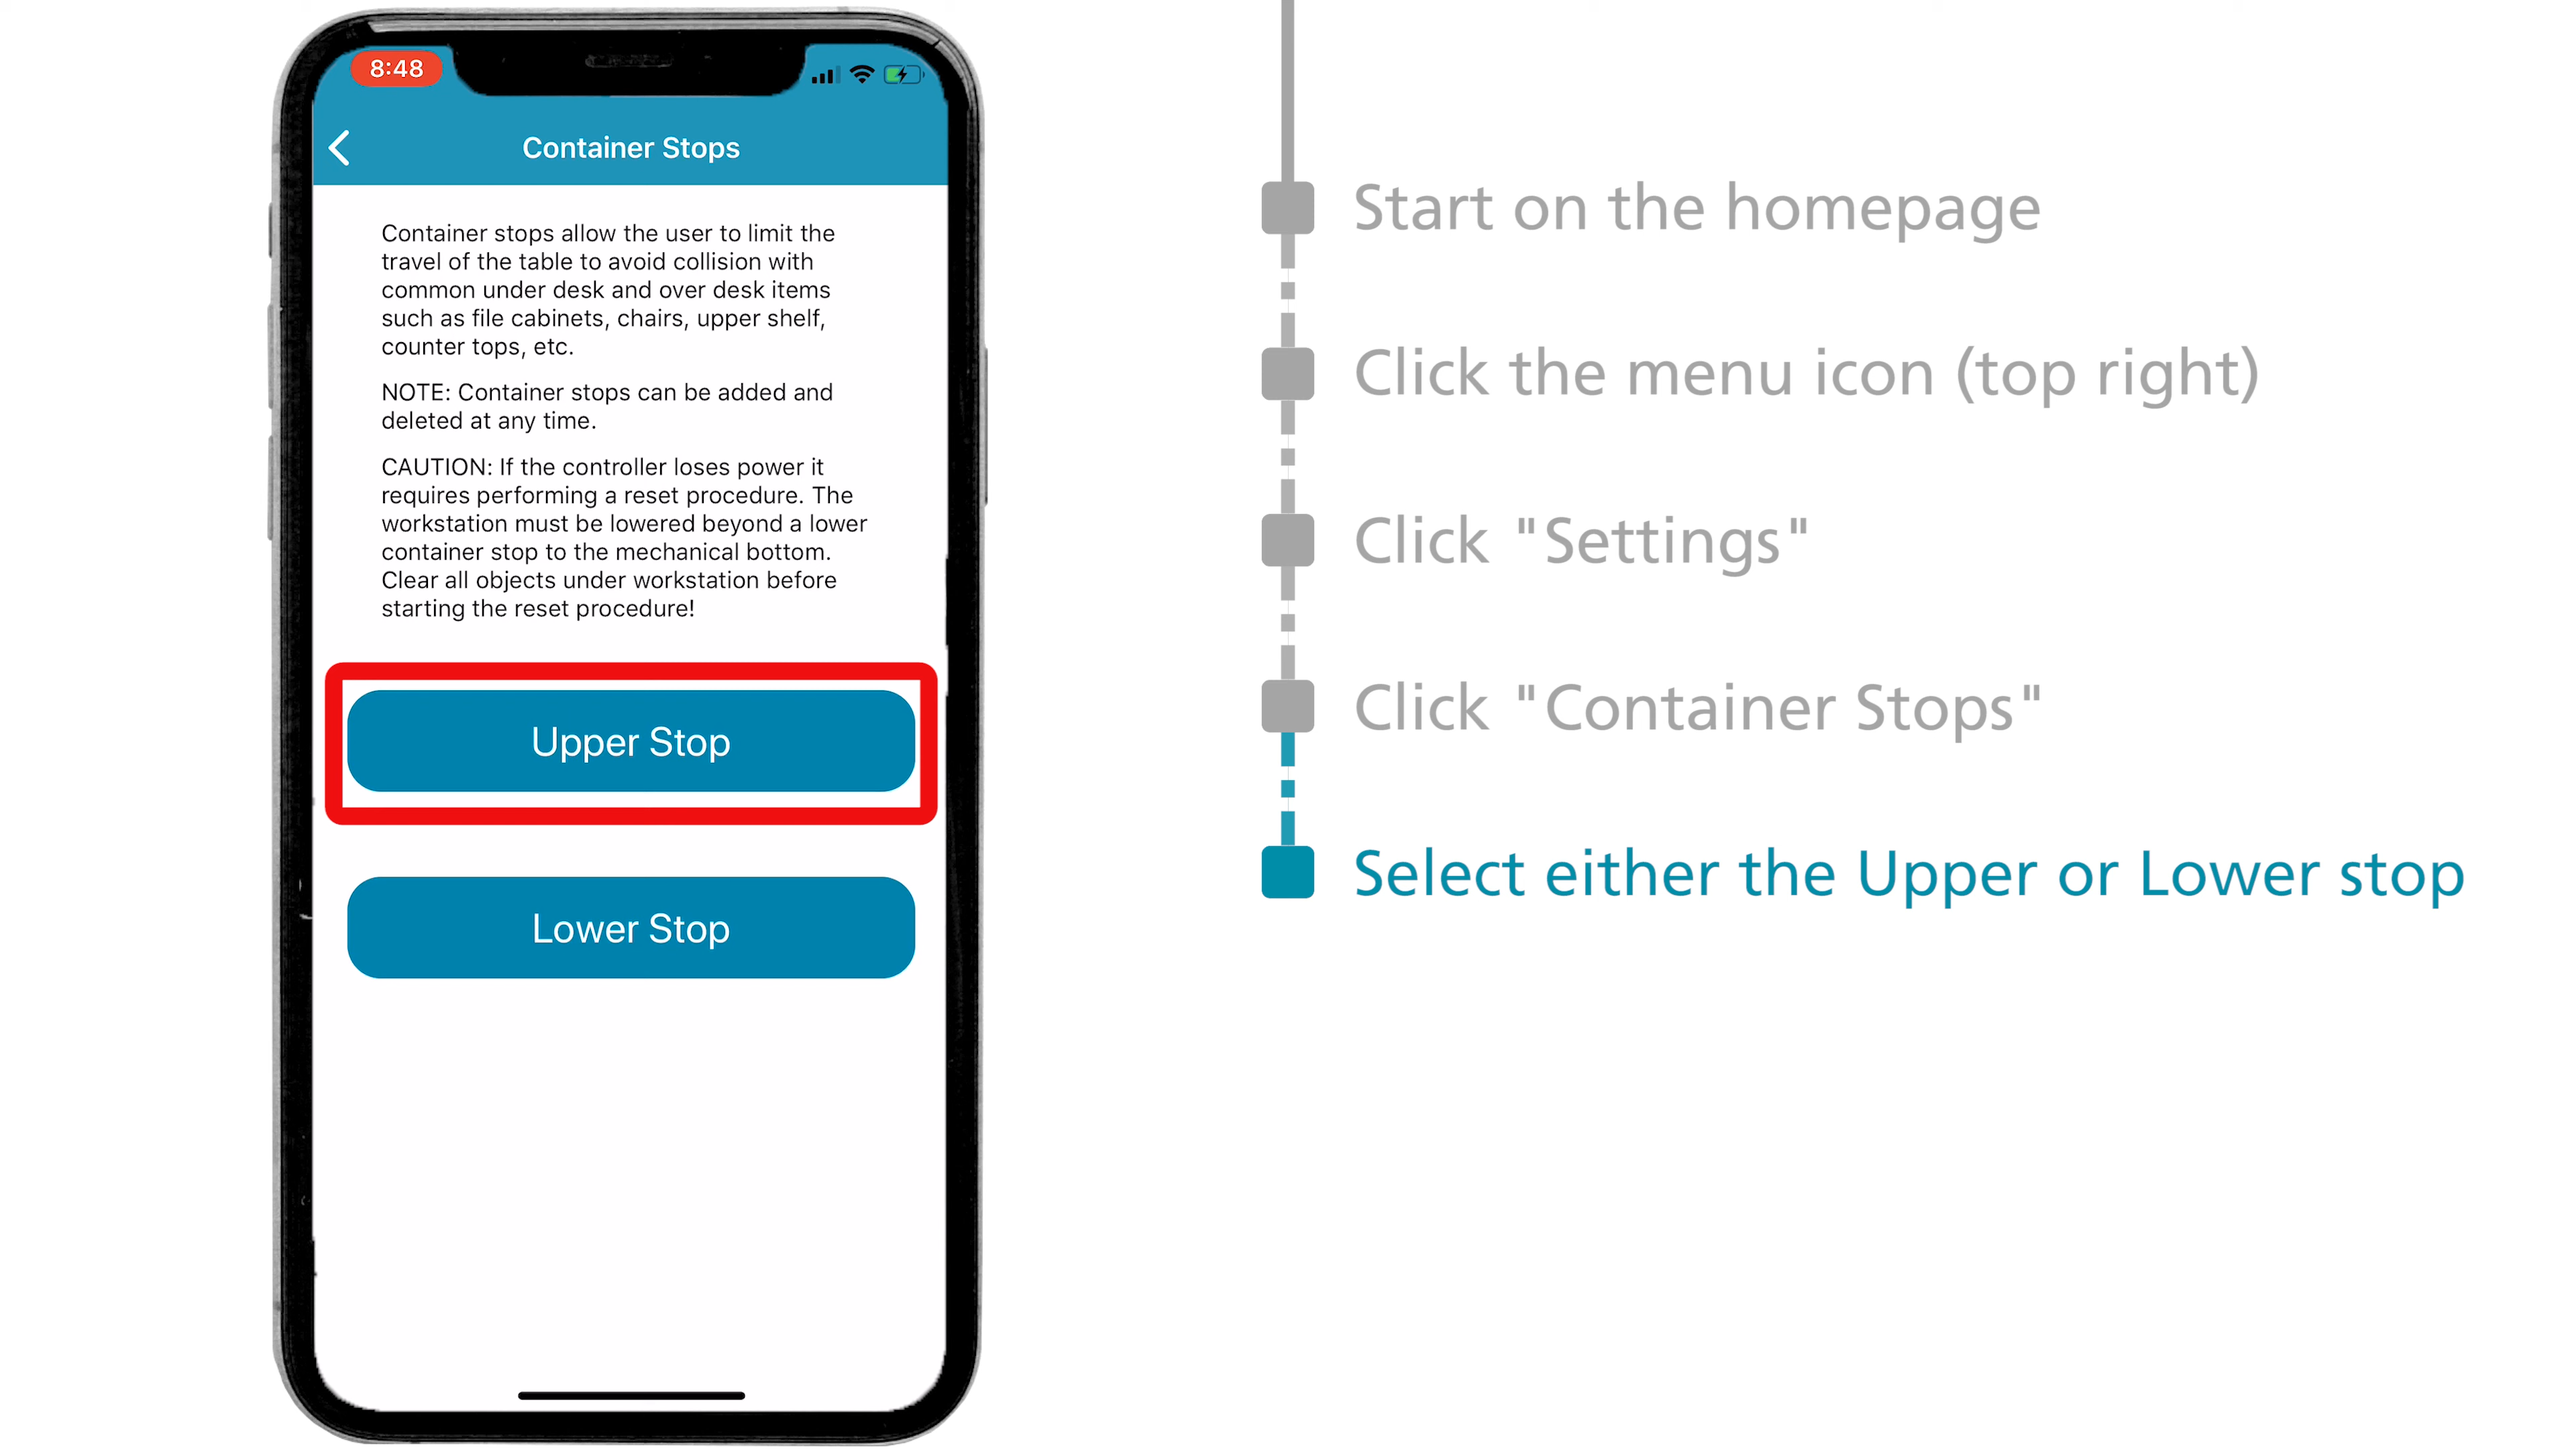 8:48
Container Stops
Container stops allow the user to limit the
travel of the table to avoid collision with
common under desk and over desk items
such as file cabinets, chairs, upper shelf,
counter tops, etc.
NOTE: Container stops can be added and
deleted at any time.
CAUTION: If the controller loses power it
requires performing a reset procedure. The
workstation must be lowered beyond a lower
container stop to the mechanical bottom.
Clear all objects under workstation before
starting the reset procedure!
Upper Stop
Lower Stop
Start on the homepage
Click the menu icon (top right)
Click "Settings"
Click "Container Stops"
Select either the Upper or Lower stop